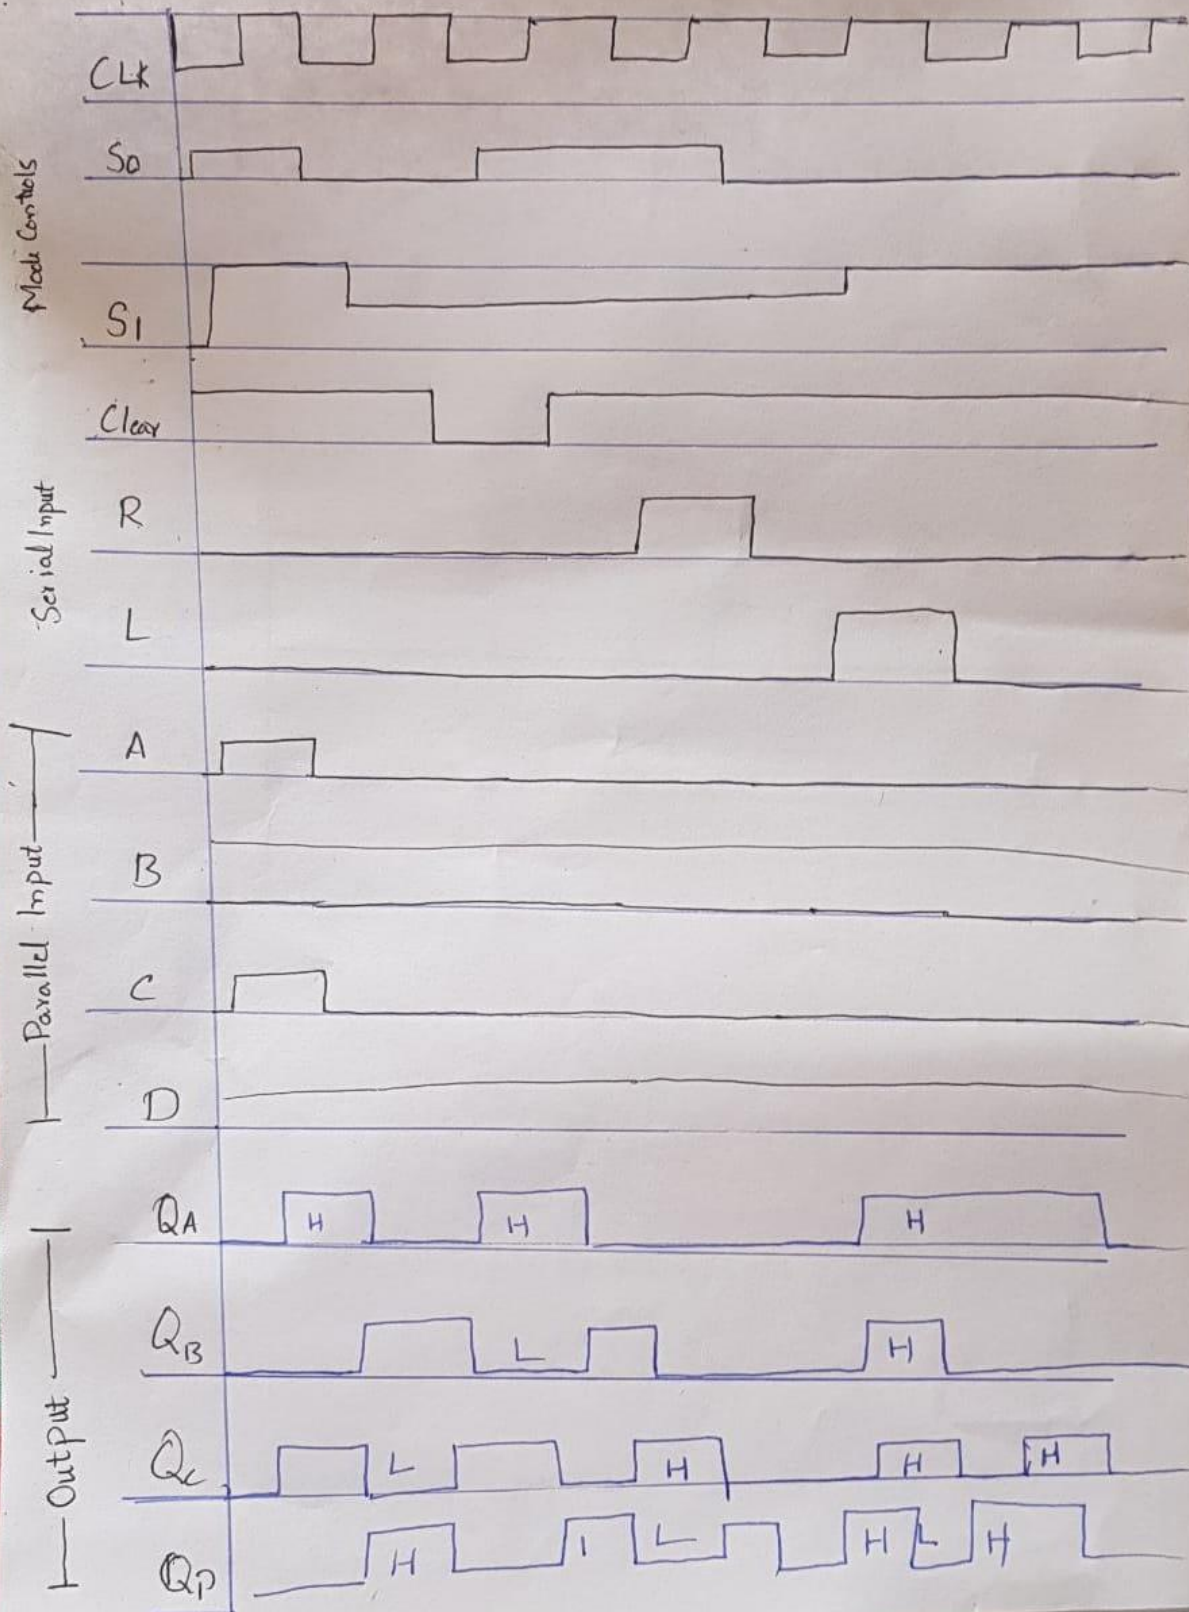 CLK
Mode Controls
S0
S1
Clear
Serial Input
R
L
Parallel Input
A
B
C
D
Output
QA
H
H
H
QB
L
H
QC
L
H
H
H
QD
H
L
H
L
H